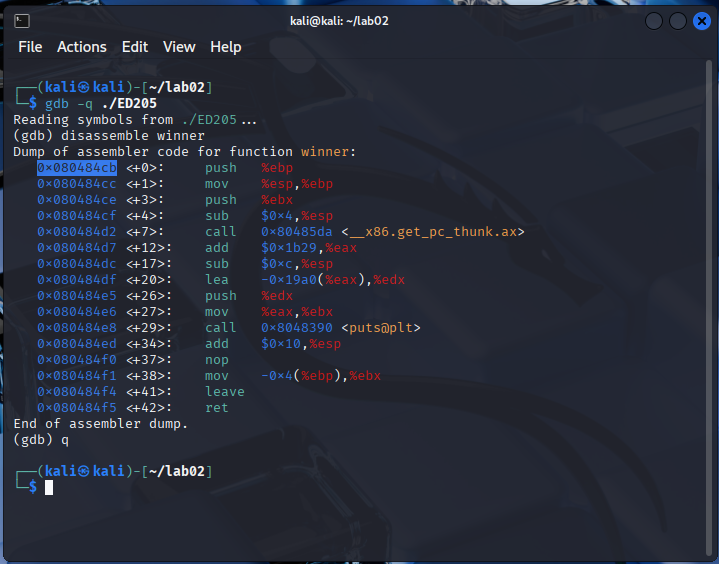 kali@kali: ~/lab02
File Actions Edit View Help
┌──(kali㉿kali)-[~/lab02]
└─$ gdb -q ./ED205
Reading symbols from ./ED205...
(gdb) disassemble winner
Dump of assembler code for function winner:
0x080484cb <+0>: push %ebp
0x080484cc <+1>: mov %esp,%ebp
0x080484ce <+3>: push %ebx
0x080484cf <+4>: sub $0x4,%esp
0x080484d2 <+7>: call 0x80485da <__x86.get_pc_thunk.ax>
0x080484d7 <+12>: add $0x1b29,%eax
0x080484dc <+17>: sub $0xc,%esp
0x080484df <+20>: lea -0x19a0(%eax),%edx
0x080484e5 <+26>: push %edx
0x080484e6 <+27>: mov %eax,%ebx
0x080484e8 <+29>: call 0x8048390 <puts@plt>
0x080484ed <+34>: add $0x10,%esp
0x080484f0 <+37>: nop
0x080484f1 <+38>: mov -0x4(%ebp),%ebx
0x080484f4 <+41>: leave
0x080484f5 <+42>: ret
End of assembler dump.
(gdb) q
┌──(kali㉿kali)-[~/lab02]
└─$